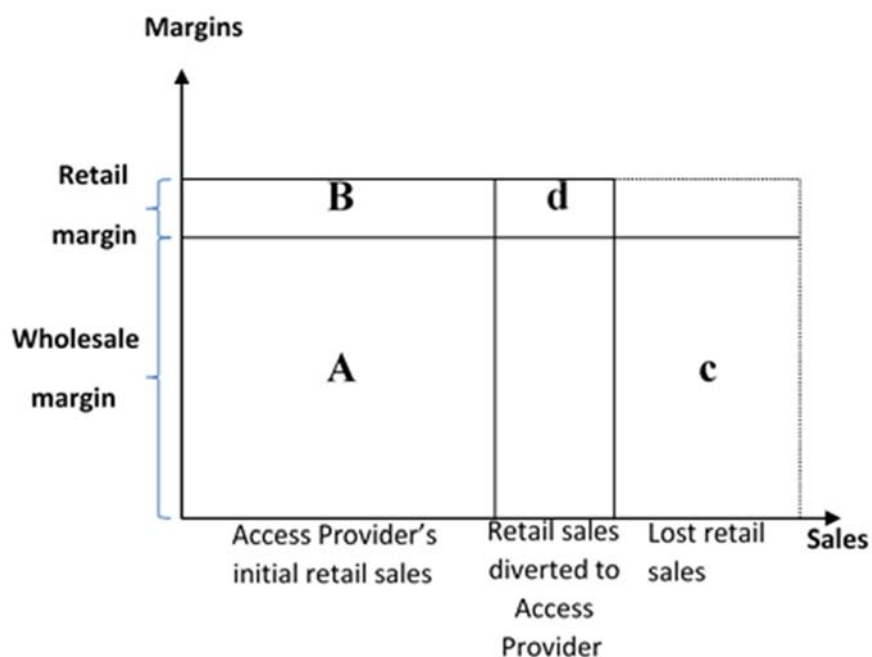 Margins
Retail
margin
Wholesale
margin
B
d
A
c
Access Provider's
initial retail sales
Retail sales
diverted to
Access
Provider
Lost retail
sales
Sales